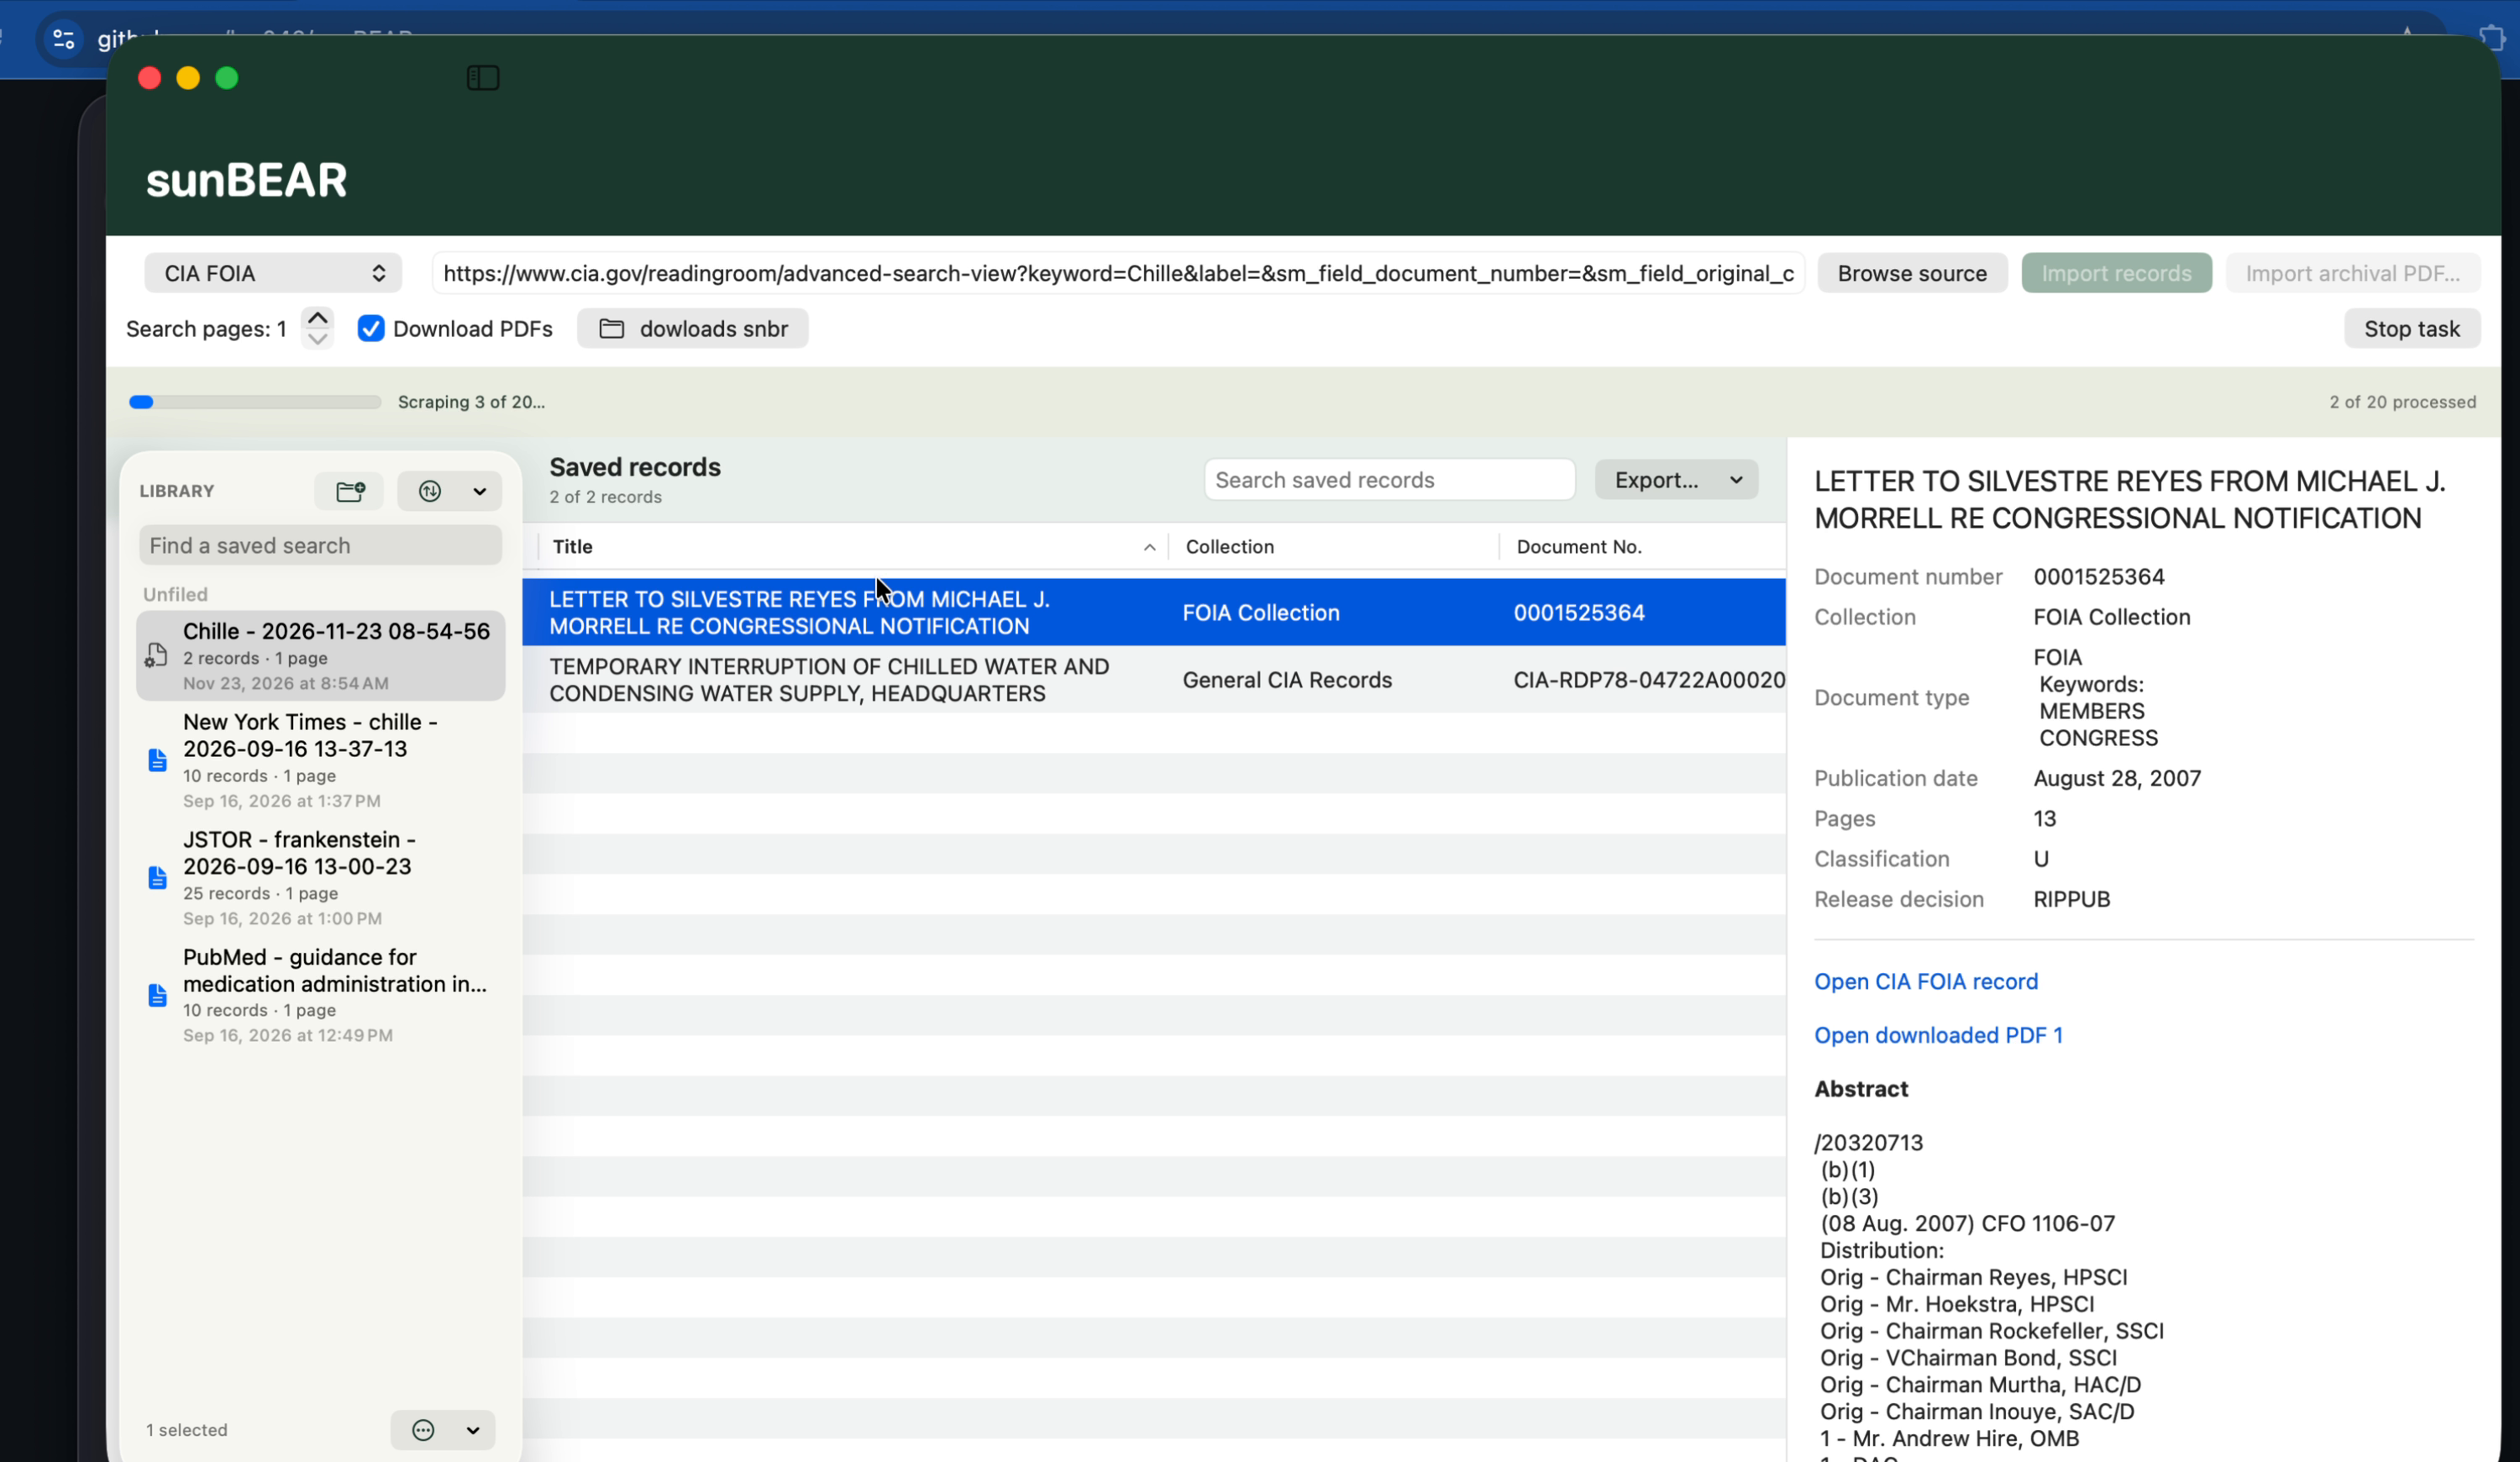 sunBEAR
CIA FOIA
https://www.cia.gov/readingroom/advanced-search-view?keyword=Chille&label=&sm_field_document_number=&sm_field_original_c
Browse source
Import records
Import archival PDF...
Search pages: 1
Download PDFs
dowloads snbr
Stop task
Scraping 3 of 20...
2 of 20 processed
LIBRARY
Find a saved search
Unfiled
Chille - 2026-11-23 08-54-56
2 records · 1 page
Nov 23, 2026 at 8:54 AM
New York Times - chille -
2026-09-16 13-37-13
10 records · 1 page
Sep 16, 2026 at 1:37 PM
JSTOR - frankenstein -
2026-09-16 13-00-23
25 records · 1 page
Sep 16, 2026 at 1:00 PM
PubMed - guidance for
medication administration in...
10 records · 1 page
Sep 16, 2026 at 12:49 PM
1 selected
Saved records
2 of 2 records
Search saved records
Export...
Title
Collection
Document No.
LETTER TO SILVESTRE REYES FROM MICHAEL J.
MORRELL RE CONGRESSIONAL NOTIFICATION
FOIA Collection
0001525364
TEMPORARY INTERRUPTION OF CHILLED WATER AND
CONDENSING WATER SUPPLY, HEADQUARTERS
General CIA Records
CIA-RDP78-04722A00020
LETTER TO SILVESTRE REYES FROM MICHAEL J.
MORRELL RE CONGRESSIONAL NOTIFICATION
Document number 0001525364
Collection FOIA Collection
Document type FOIA
Keywords:
MEMBERS
CONGRESS
Publication date August 28, 2007
Pages 13
Classification U
Release decision RIPPUB
Open CIA FOIA record
Open downloaded PDF 1
Abstract
/20320713
(b)(1)
(b)(3)
(08 Aug. 2007) CFO 1106-07
Distribution:
Orig - Chairman Reyes, HPSCI
Orig - Mr. Hoekstra, HPSCI
Orig - Chairman Rockefeller, SSCI
Orig - VChairman Bond, SSCI
Orig - Chairman Murtha, HAC/D
Orig - Chairman Inouye, SAC/D
1 - Mr. Andrew Hire, OMB